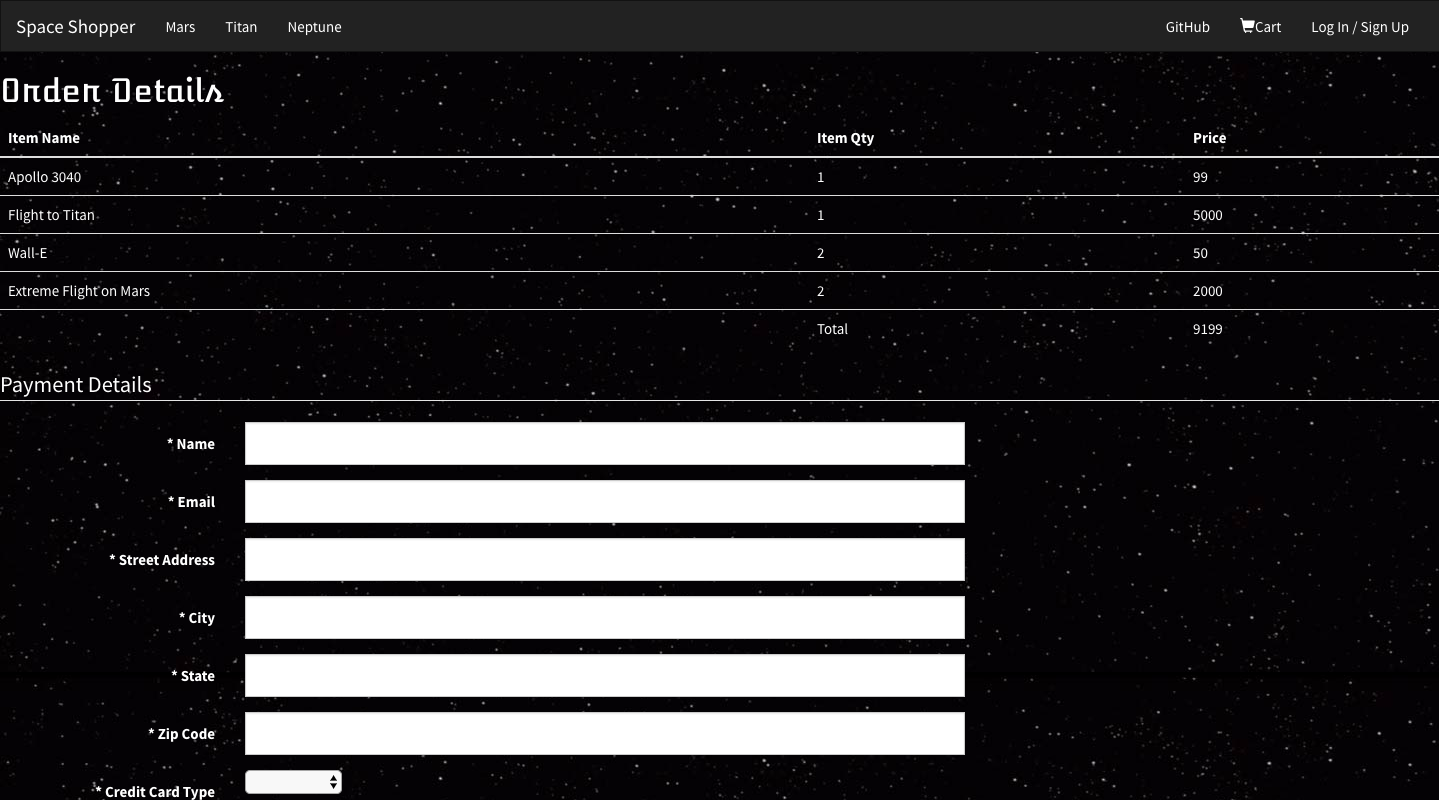 Space Shopper Mars Titan Neptune GitHub Cart Log In / Sign Up
Order Details
Item Name Item Qty Price
Apollo 3040 1 99
Flight to Titan 1 5000
Wall-E 2 50
Extreme Flight on Mars 2 2000
Total 9199
Payment Details
* Name
* Email
* Street Address
* City
* State
* Zip Code
* Credit Card Type